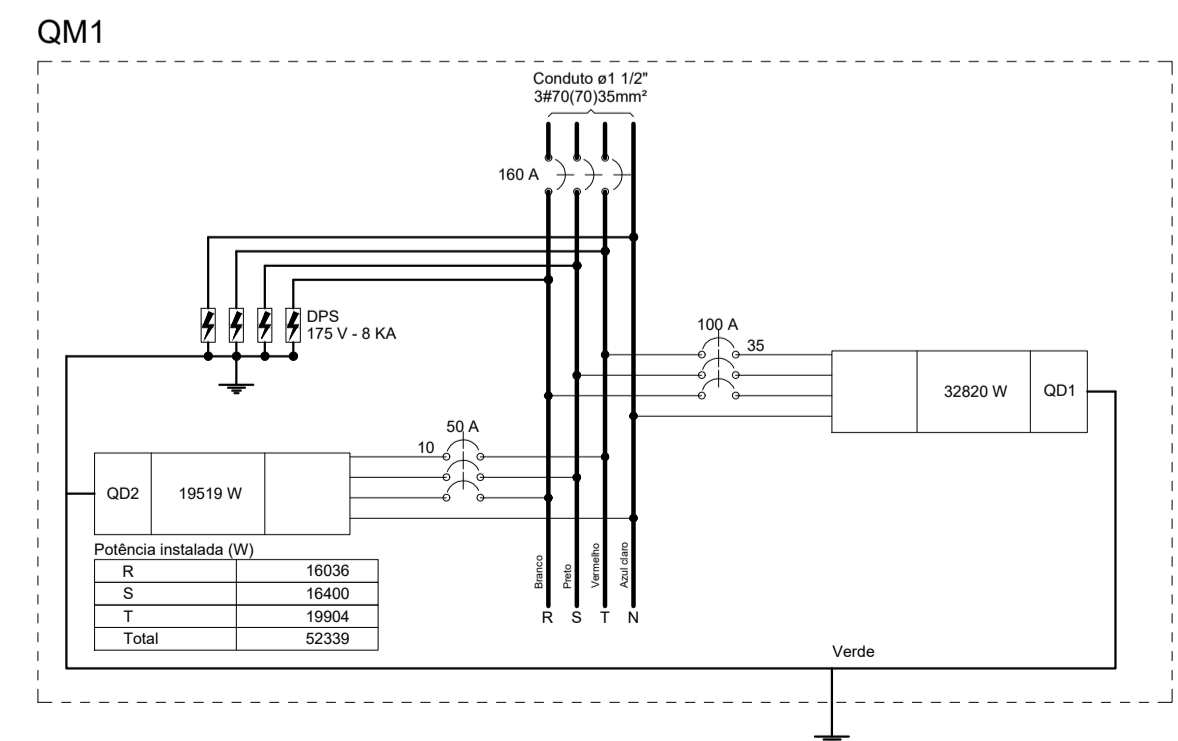 QM1
Conduto ø1 1/2"
3#70(70)35mm²
160 A
DPS
175 V - 8 KA
100 A
35
32820 W
QD1
50 A
10
QD2
19519 W
Potência instalada (W)
R 16036
S 16400
T 19904
Total 52339
Branco
Preto
Vermelho
Azul claro
R S T N
Verde